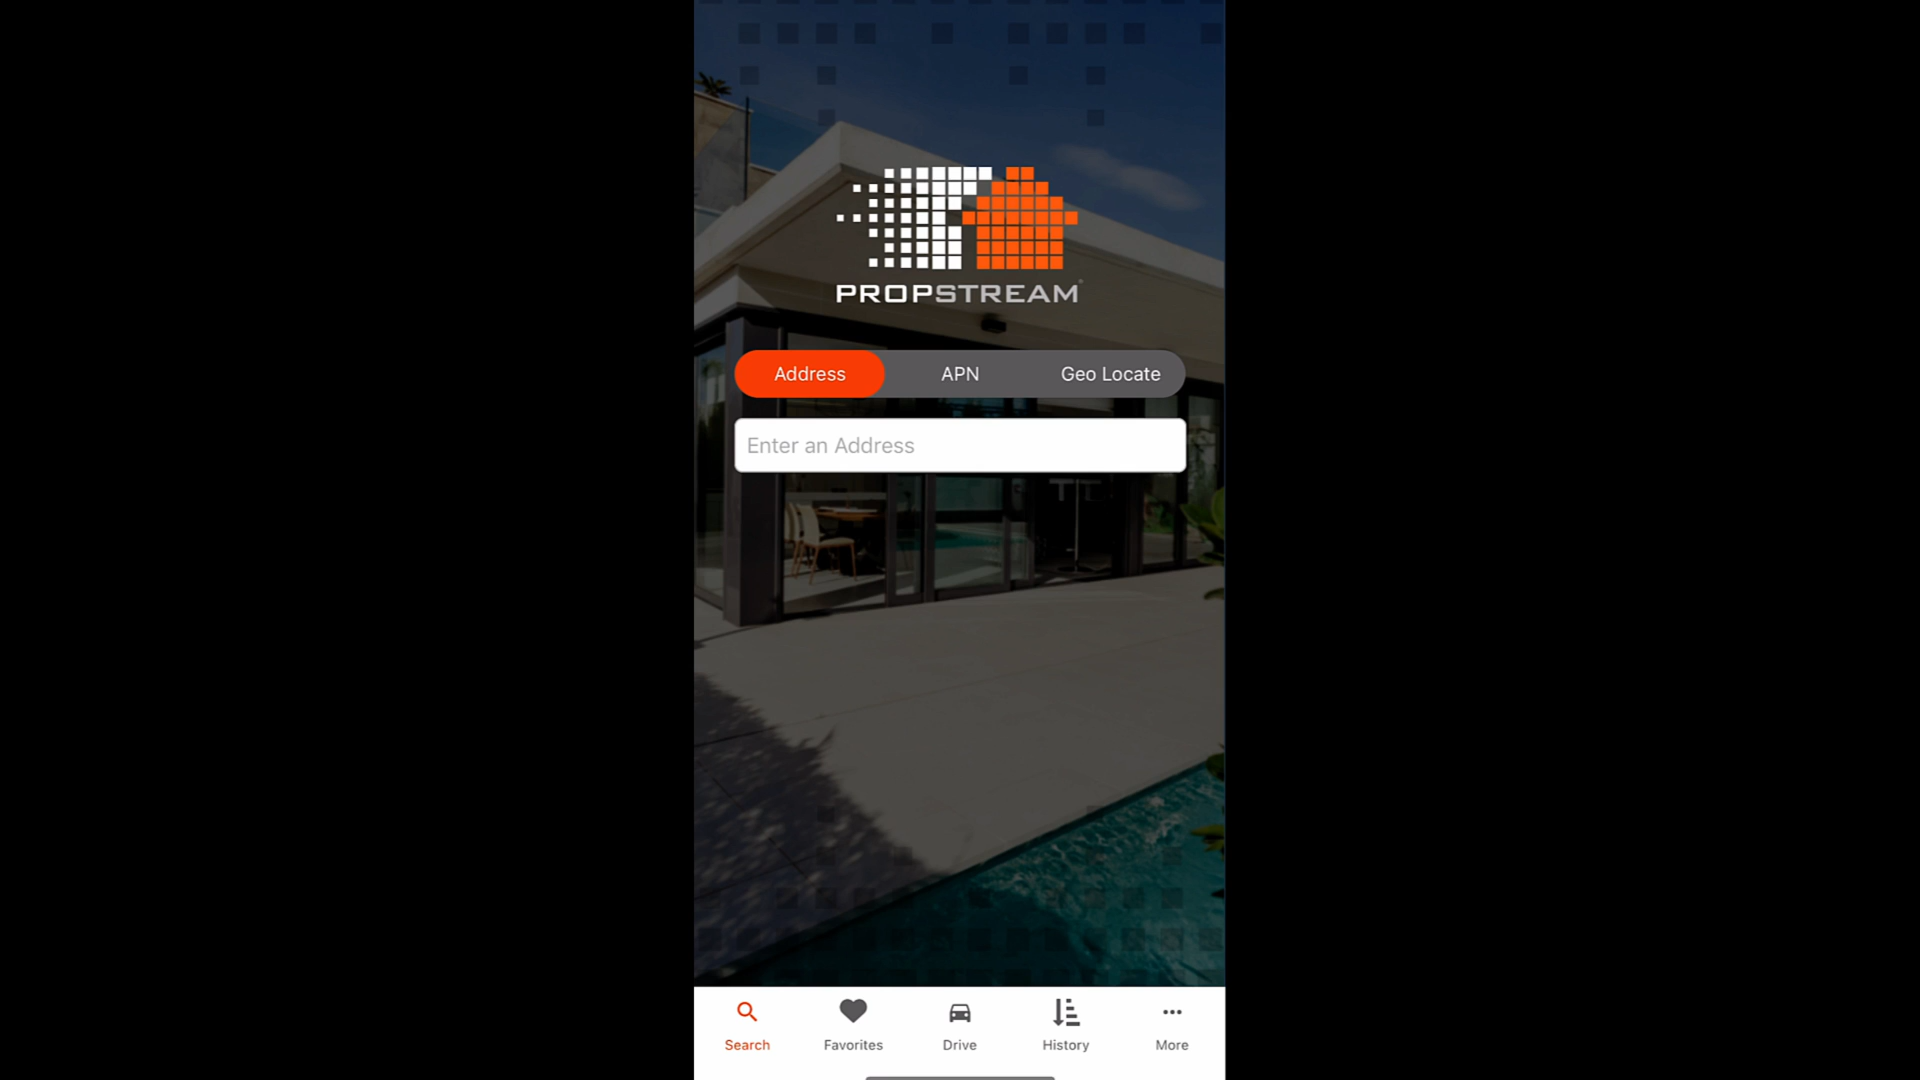 PROPSTREAM
Address APN Geo Locate
Enter an Address
Search Favorites Drive History More